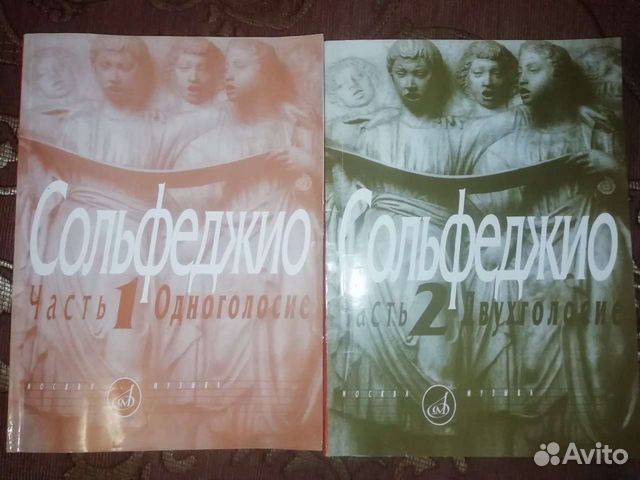 Сольфеджио
Часть 1 Одноголосие
МОСКВА МУЗЫКА
Сольфеджио
Часть 2 Двухголосие
МОСКВА МУЗЫКА
Avito